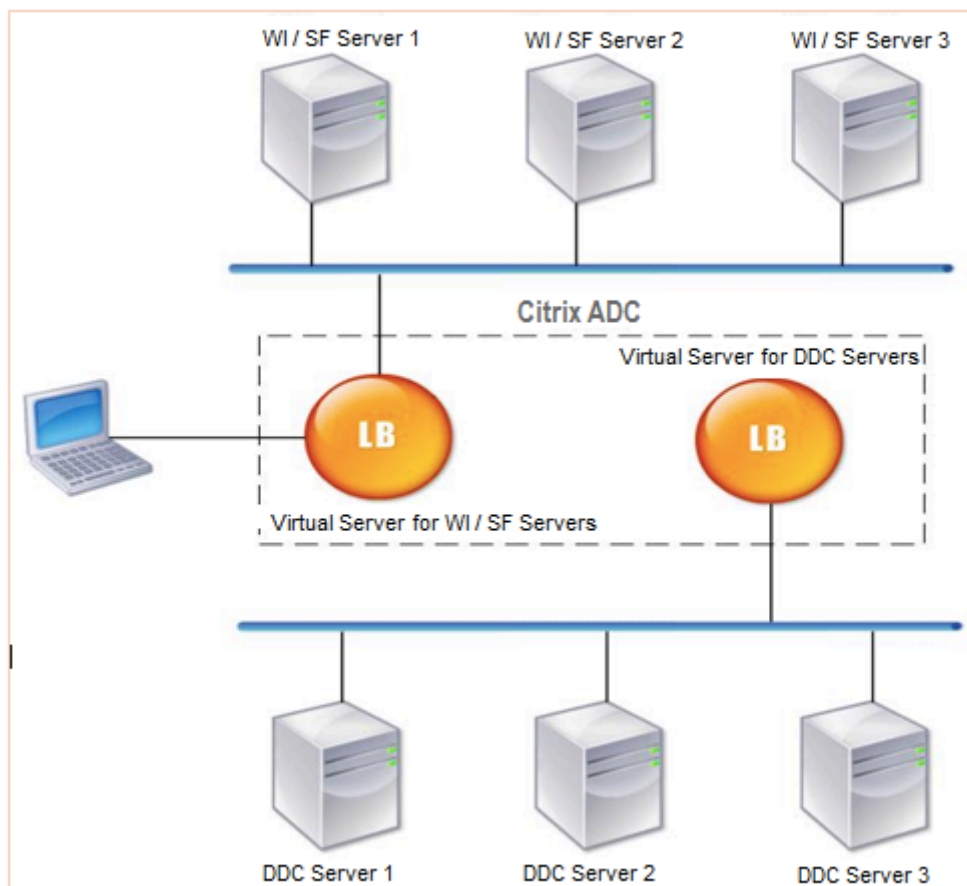 WI / SF Server 1
WI / SF Server 2
WI / SF Server 3
Citrix ADC
Virtual Server for DDC Servers
LB
LB
Virtual Server for WI / SF Servers
DDC Server 1
DDC Server 2
DDC Server 3